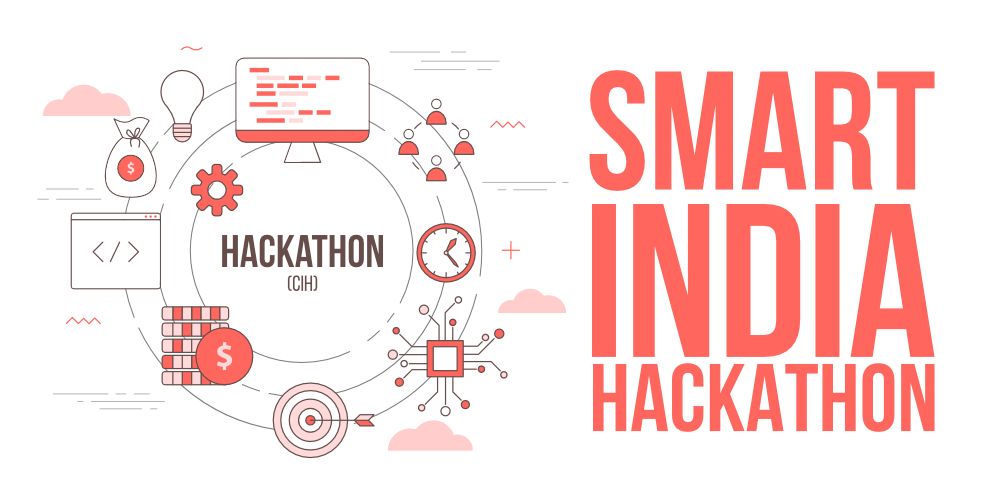 HACKATHON
(CIH)
$
</>
$
SMART
INDIA
HACKATHON